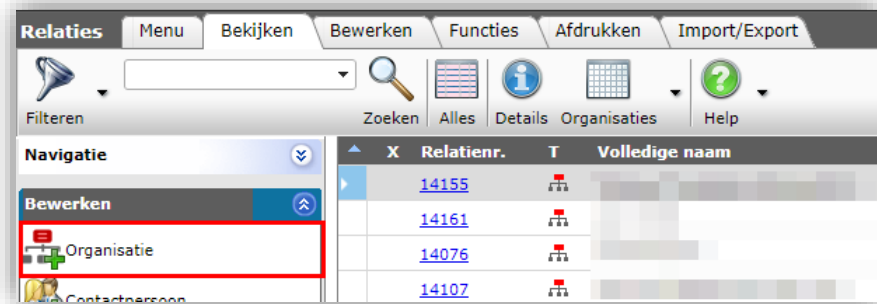 Relaties Menu Bekijken Bewerken Functies Afdrukken Import/Export
Filteren Zoeken Alles Details Organisaties Help
Navigatie
X Relatienr. T Volledige naam
14155
Bewerken
14161
Organisatie
14076
14107
Contactpersoon